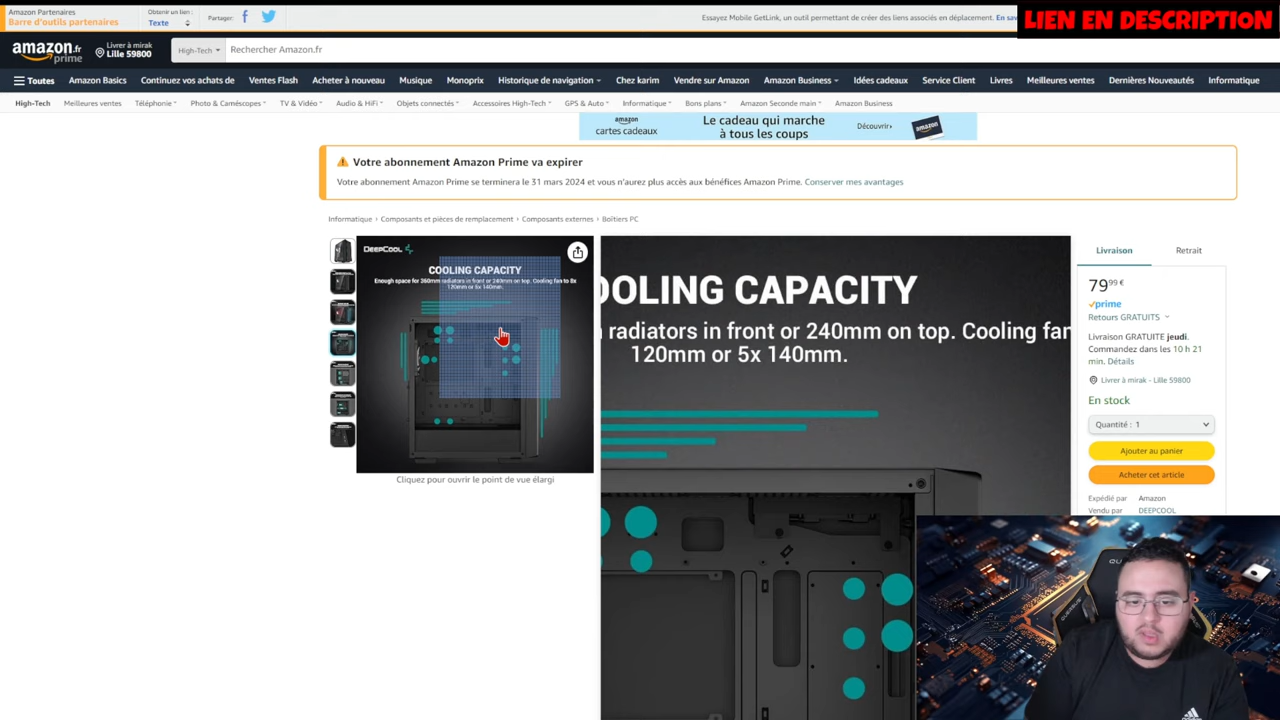 Amazon Partenaires
Barre d'outils partenaires
Obtenir un lien :
Texte
Partager:
Essayez Mobile GetLink, un outil permettant de créer des liens associés en déplacement. En sa
LIEN EN DESCRIPTION
amazon.fr
prime
Livrer à mirak
Lille 59800
High-Tech
Rechercher Amazon.fr
Toutes
Amazon Basics
Continuez vos achats de
Ventes Flash
Acheter à nouveau
Musique
Monoprix
Historique de navigation
Chez karim
Vendre sur Amazon
Amazon Business
Idées cadeaux
Service Client
Livres
Meilleures ventes
Dernières Nouveautés
Informatique
High-Tech
Meilleures ventes
Téléphonie
Photo & Caméscopes
TV & Vidéo
Audio & HiFi
Objets connectés
Accessoires High-Tech
GPS & Auto
Informatique
Bons plans
Amazon Seconde main
Amazon Business
amazon
cartes cadeaux
Le cadeau qui marche
à tous les coups
Découvrir›
amazon
Votre abonnement Amazon Prime va expirer
Votre abonnement Amazon Prime se terminera le 31 mars 2024 et vous n'aurez plus accès aux bénéfices Amazon Prime. Conserver mes avantages
Informatique › Composants et pièces de remplacement › Composants externes › Boîtiers PC
DEEPCOOL
COOLING CAPACITY
Enough space for 360mm radiators in front or 240mm on top. Cooling fan to 8x
120mm or 5x 140mm.
Cliquez pour ouvrir le point de vue élargi
OOLING CAPACITY
radiators in front or 240mm on top. Cooling fan
120mm or 5x 140mm.
Livraison
Retrait
79,99 €
prime
Retours GRATUITS
Livraison GRATUITE jeudi.
Commandez dans les 10 h 21
min. Détails
Livrer à mirak - Lille 59800
En stock
Quantité : 1
Ajouter au panier
Acheter cet article
Expédié par Amazon
Vendu par DEEPCOOL